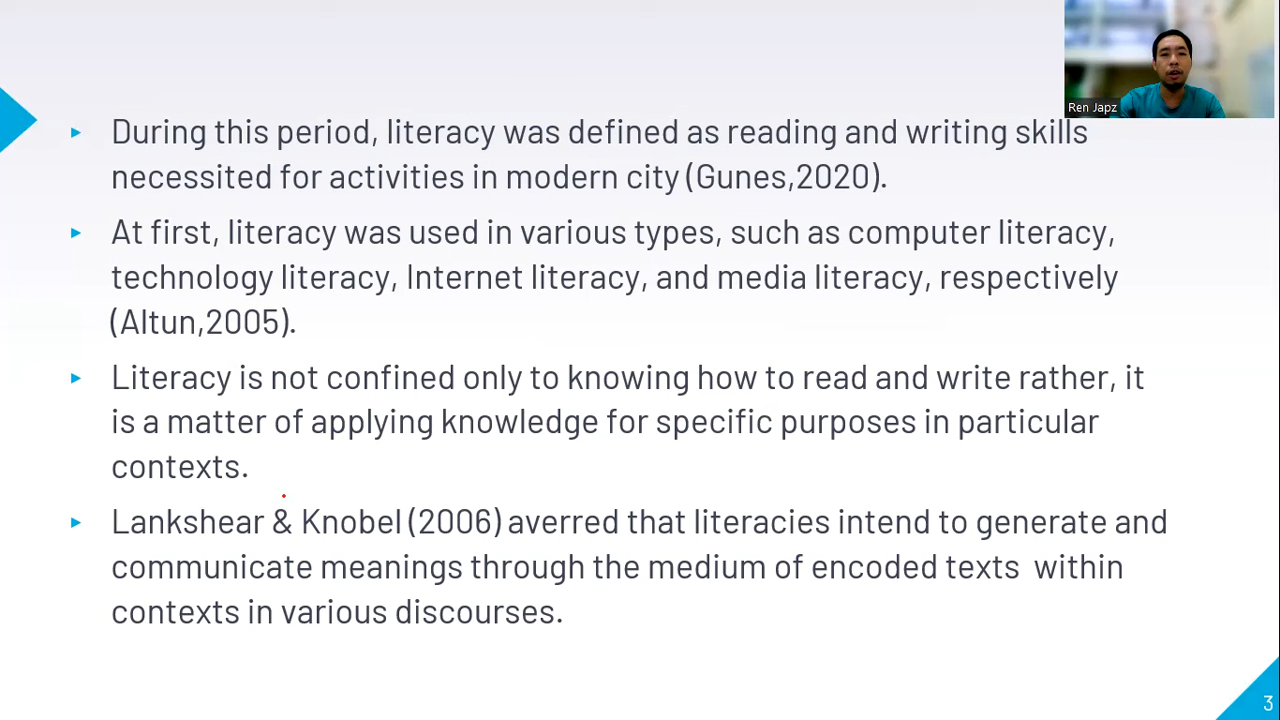 Ren Japz
During this period, literacy was defined as reading and writing skills
necessited for activities in modern city (Gunes,2020).
At first, literacy was used in various types, such as computer literacy,
technology literacy, Internet literacy, and media literacy, respectively
(Altun,2005).
Literacy is not confined only to knowing how to read and write rather, it
is a matter of applying knowledge for specific purposes in particular
contexts.
Lankshear & Knobel (2006) averred that literacies intend to generate and
communicate meanings through the medium of encoded texts  within
contexts in various discourses.
3